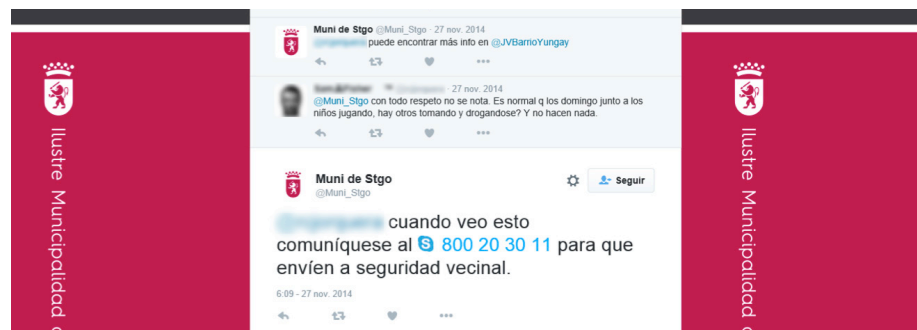 Muni de Stgo @Muni_Stgo · 27 nov. 2014
puede encontrar más info en @JVBarrioYungay
· 27 nov. 2014
@Muni_Stgo con todo respeto no se nota. Es normal q los domingo junto a los
niños jugando, hay otros tomando y drogandose? Y no hacen nada.
Muni de Stgo
@Muni_Stgo
Seguir
cuando veo esto
comuníquese al 800 20 30 11 para que
envíen a seguridad vecinal.
6:09 - 27 nov. 2014
Ilustre Municipalidad
Ilustre Municipalidad